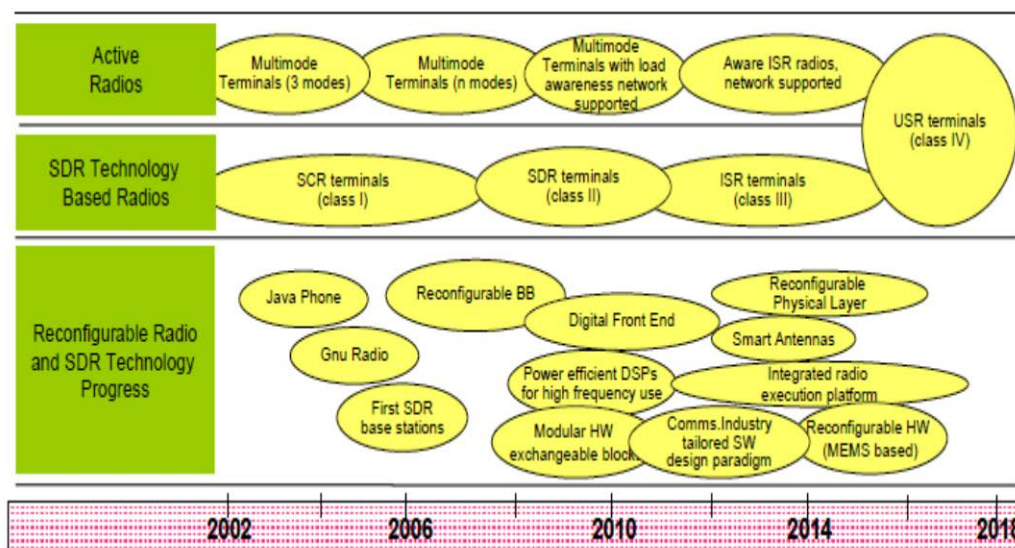 Active
Radios
Multimode
Terminals (3 modes)
Multimode
Terminals (n modes)
Multimode
Terminals with load
awareness network
supported
Aware ISR radios,
network supported
USR terminals
(class IV)
SDR Technology
Based Radios
SCR terminals
(class I)
SDR terminals
(class II)
ISR terminals
(class III)
Reconfigurable Radio
and SDR Technology
Progress
Java Phone
Reconfigurable BB
Reconfigurable
Physical Layer
Digital Front End
Gnu Radio
Smart Antennas
Power efficient DSPs
for high frequency use
Integrated radio
execution platform
First SDR
base stations
Modular HW
exchangeable block
Comms.Industry
tailored SW
design paradigm
Reconfigurable HW
(MEMS based)
2002 2006 2010 2014 2018